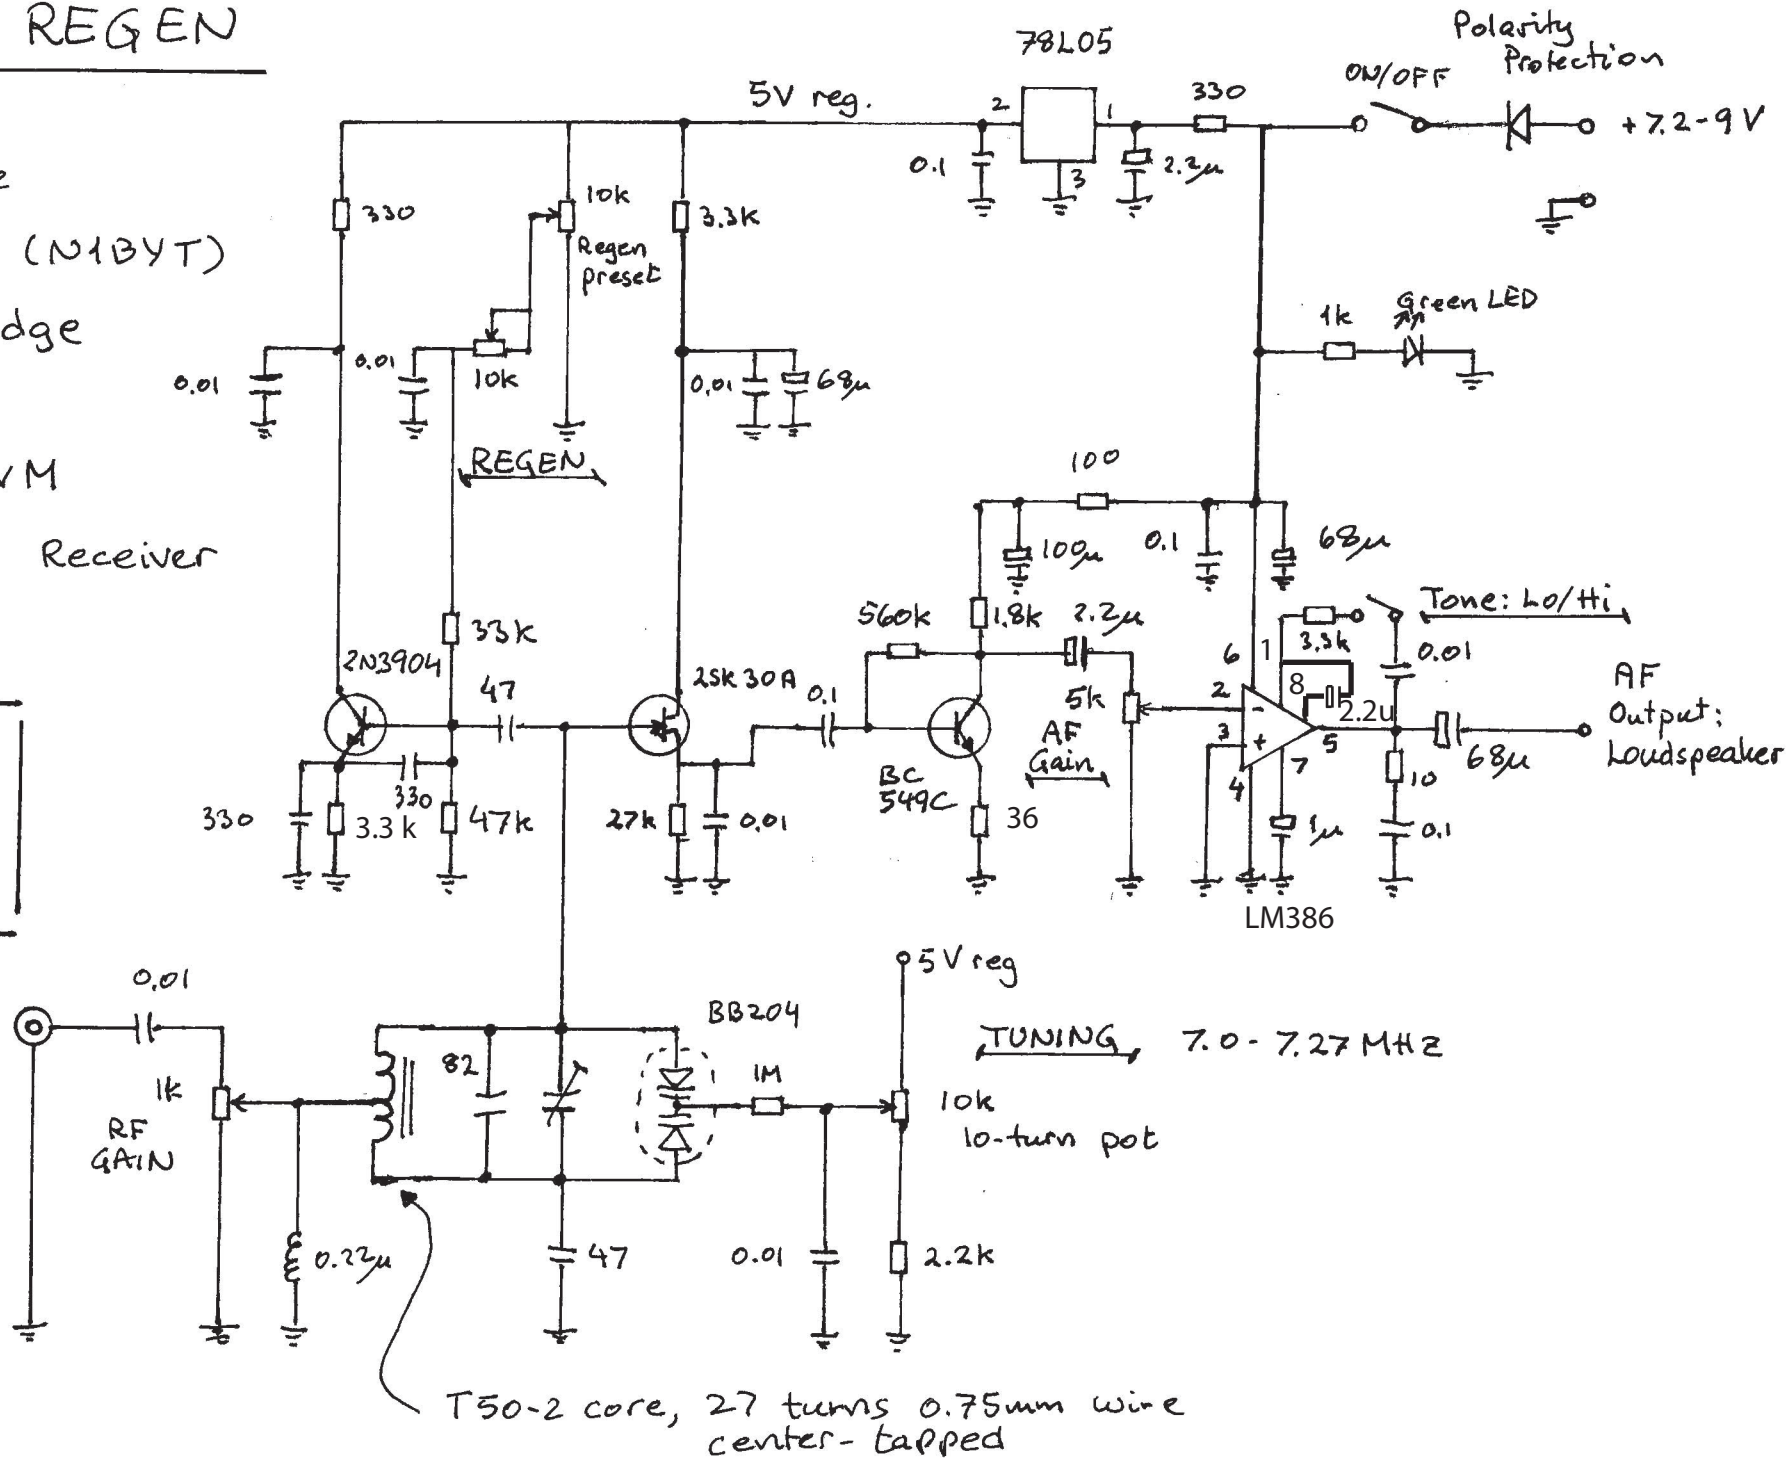 REGEN
(N1BYT)
dge
VM
Receiver
78L05
Polarity
Protection
ON/OFF
5V reg.
2
1
3
330
+7.2-9V
0.1
2.2µ
330
10k
Regen
preset
3.3k
1k
Green LED
0.01
0.01
10k
0.01
68µ
REGEN
100
100µ
0.1
68µ
33k
560k
1.8k
2.2µ
3.3k
Tone: Lo/Hi
0.01
2N3904
47
2SK30A
0.1
5k
6
1
2
8
2.2u
3
5
7
4
AF
Output:
Loudspeaker
AF
Gain
68µ
10
330
3.3 k
330
47k
27k
0.01
BC
549C
36
1µ
0.1
LM386
0.01
5V reg
BB204
TUNING 7.0 - 7.27 MHz
82
1M
1k
RF
GAIN
10k
10-turn pot
0.22µ
47
0.01
2.2k
T50-2 core, 27 turns 0.75mm wire
center-tapped